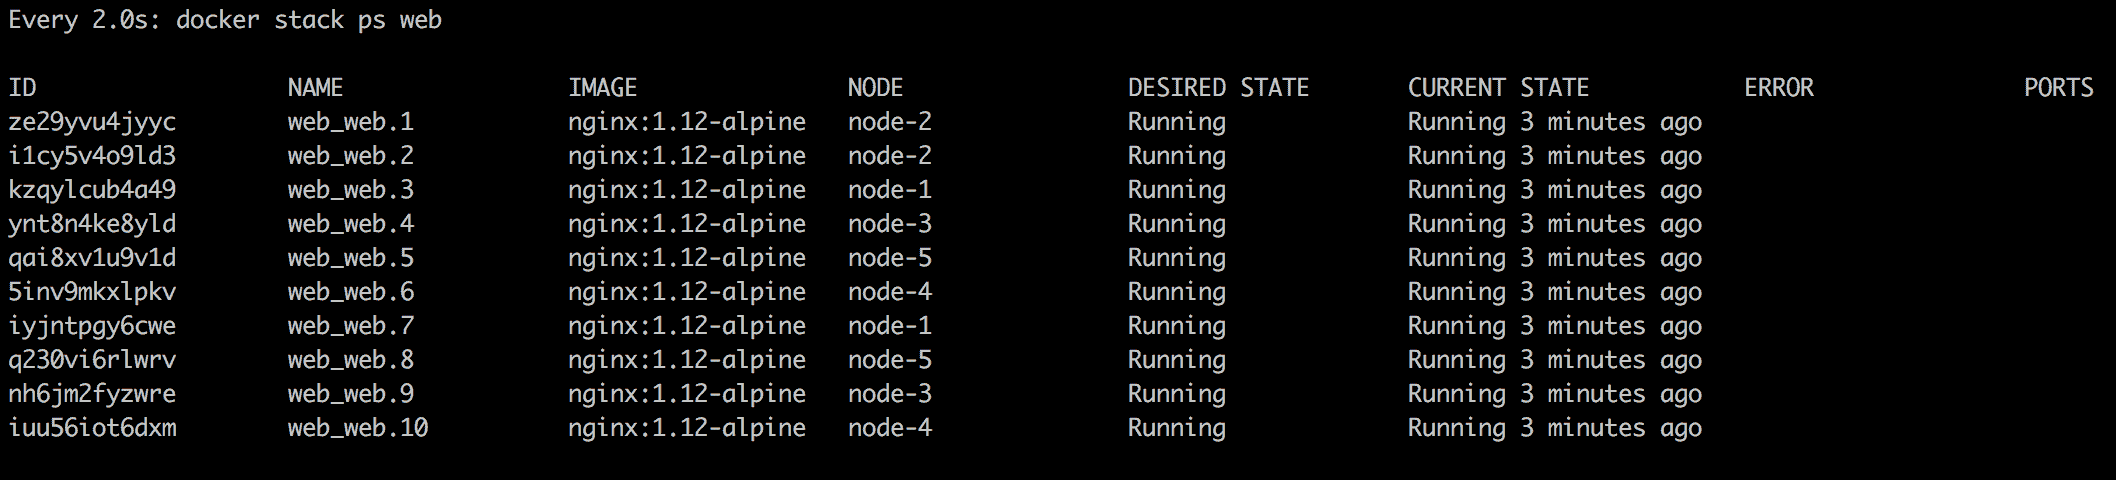 Every 2.0s: docker stack ps web
ID NAME IMAGE NODE DESIRED STATE CURRENT STATE ERROR PORTS
ze29yvu4jyyc web_web.1 nginx:1.12-alpine node-2 Running Running 3 minutes ago
i1cy5v4o9ld3 web_web.2 nginx:1.12-alpine node-2 Running Running 3 minutes ago
kzqylcub4a49 web_web.3 nginx:1.12-alpine node-1 Running Running 3 minutes ago
ynt8n4ke8yld web_web.4 nginx:1.12-alpine node-3 Running Running 3 minutes ago
qai8xv1u9v1d web_web.5 nginx:1.12-alpine node-5 Running Running 3 minutes ago
5inv9mkxlpkv web_web.6 nginx:1.12-alpine node-4 Running Running 3 minutes ago
iyjntpgy6cwe web_web.7 nginx:1.12-alpine node-1 Running Running 3 minutes ago
q230vi6rlwrv web_web.8 nginx:1.12-alpine node-5 Running Running 3 minutes ago
nh6jm2fyzwre web_web.9 nginx:1.12-alpine node-3 Running Running 3 minutes ago
iuu56iot6dxm web_web.10 nginx:1.12-alpine node-4 Running Running 3 minutes ago